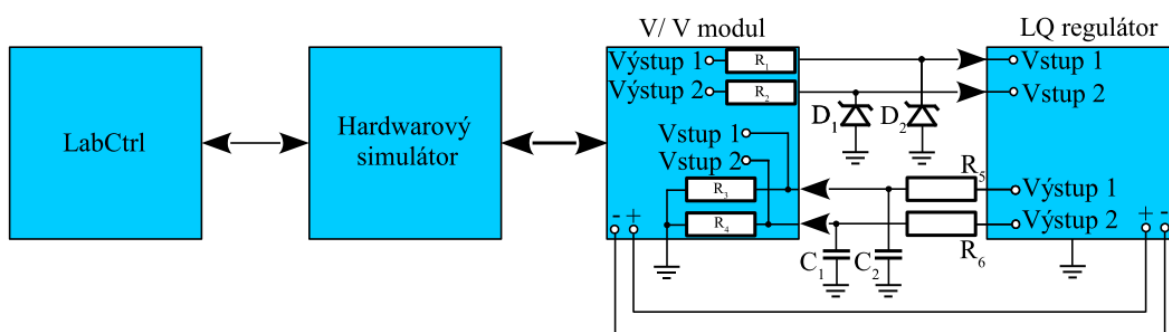 LabCtrl
Hardwarový
simulátor
V/ V modul
Výstup 1
R₁
Výstup 2
R₂
Vstup 1
Vstup 2
R₃
R₄
- +
D₁
D₂
C₁
C₂
R₅
R₆
LQ regulátor
Vstup 1
Vstup 2
Výstup 1
Výstup 2
+ -